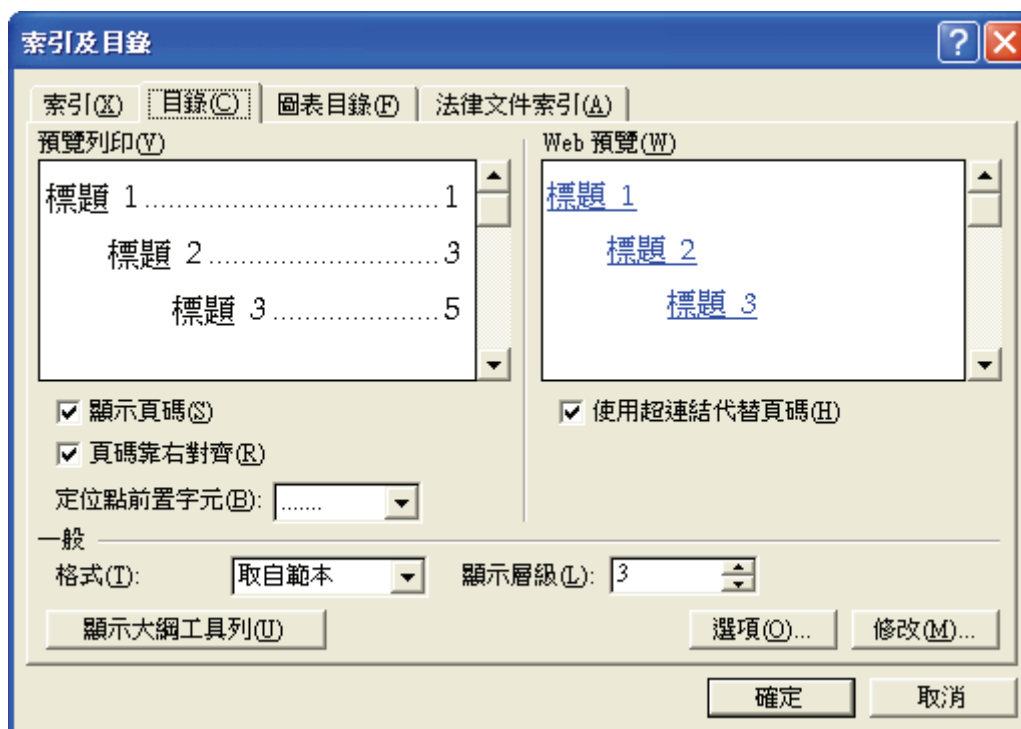 索引及目錄
索引(X) 目錄(C) 圖表目錄(F) 法律文件索引(A)
預覽列印(V)
標題 1.....................................1
標題 2.............................3
標題 3.....................5
Web 預覽(W)
標題 1
標題 2
標題 3
顯示頁碼(S)
頁碼靠右對齊(R)
定位點前置字元(B): .......
使用超連結代替頁碼(H)
一般
格式(T): 取自範本 顯示層級(L): 3
顯示大綱工具列(U) 選項(O)... 修改(M)...
確定 取消